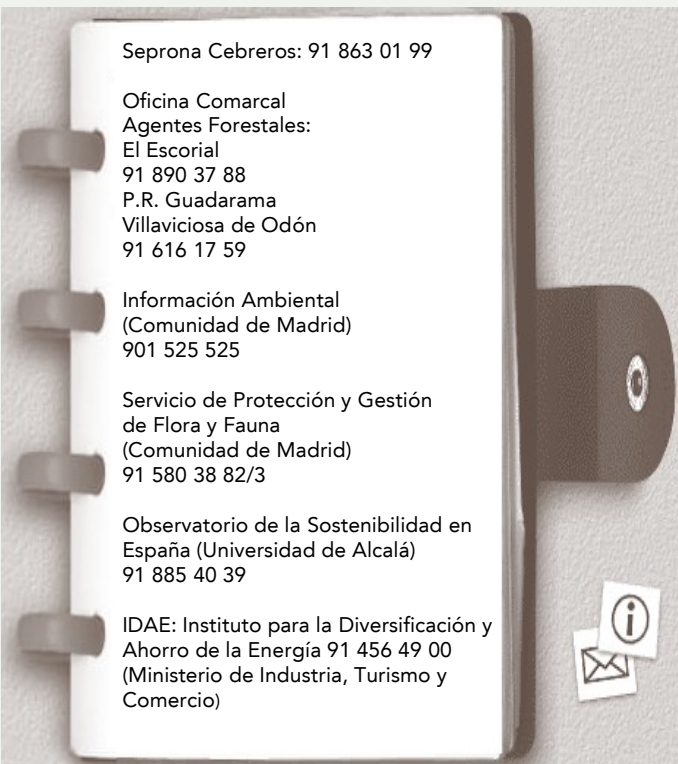 Seprona Cebreros: 91 863 01 99
Oficina Comarcal
Agentes Forestales:
El Escorial
91 890 37 88
P.R. Guadarama
Villaviciosa de Odón
91 616 17 59
Información Ambiental
(Comunidad de Madrid)
901 525 525
Servicio de Protección y Gestión
de Flora y Fauna
(Comunidad de Madrid)
91 580 38 82/3
Observatorio de la Sostenibilidad en
España (Universidad de Alcalá)
91 885 40 39
IDAE: Instituto para la Diversificación y
Ahorro de la Energía 91 456 49 00
(Ministerio de Industria, Turismo y
Comercio)